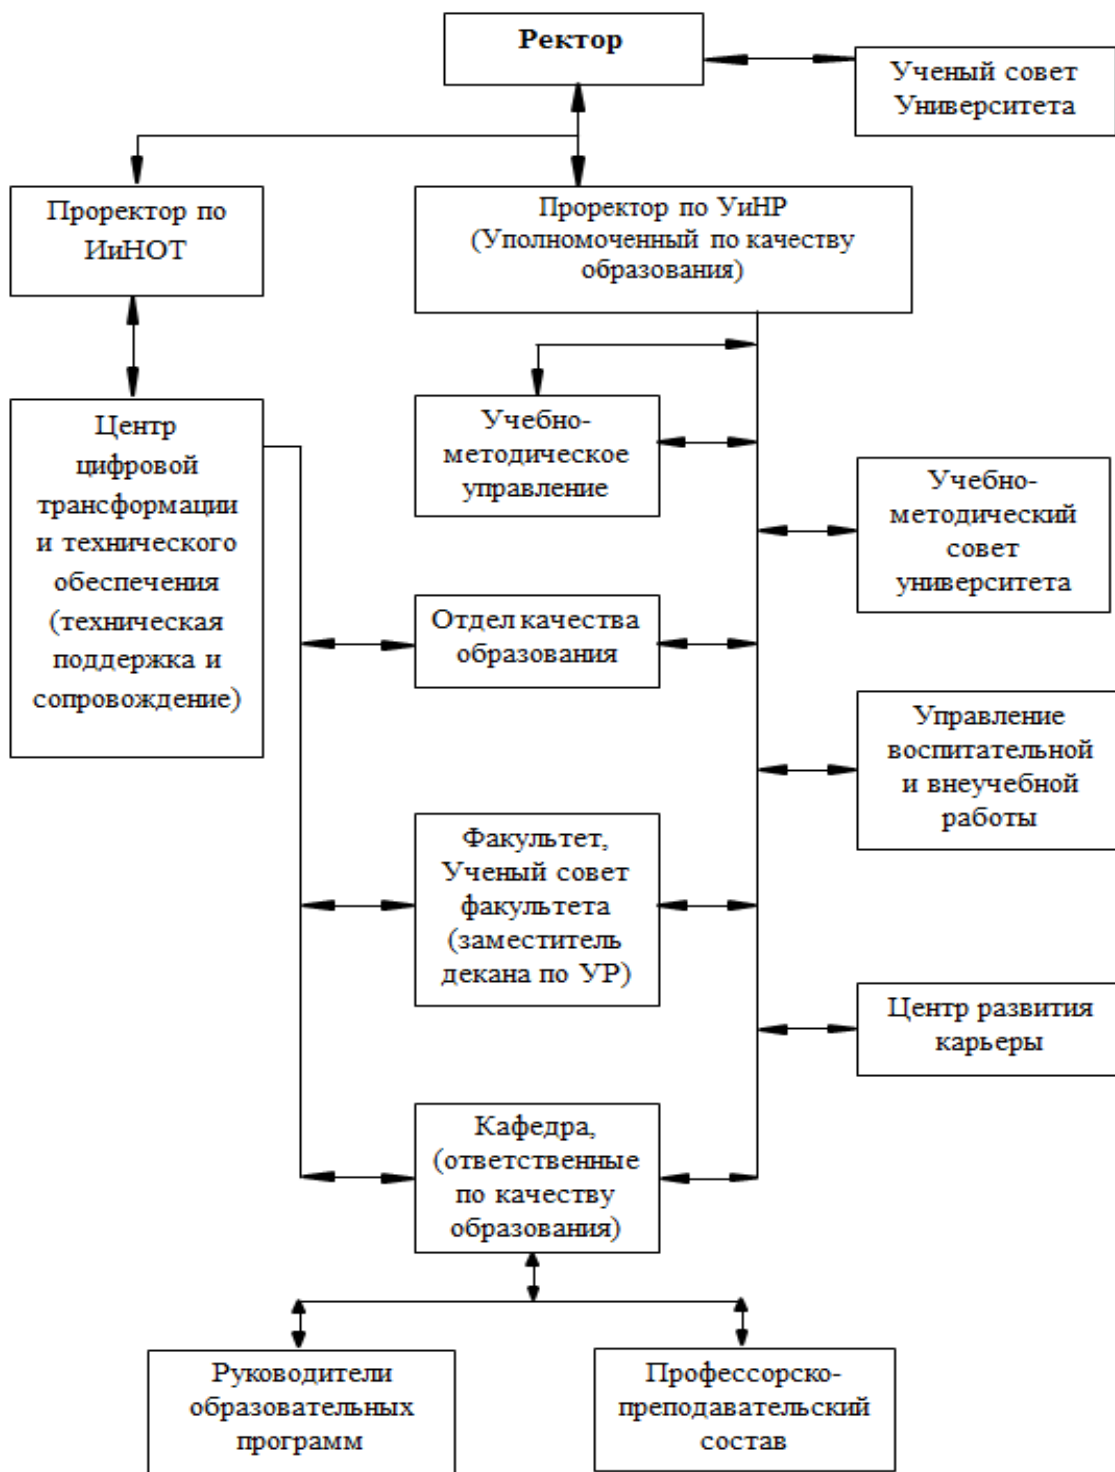 Ректор
Ученый совет
Университета
Проректор по
ИиНОТ
Проректор по УиНР
(Уполномоченный по качеству
образования)
Центр
цифровой
трансформации
и технического
обеспечения
(техническая
поддержка и
сопровождение)
Учебно-
методическое
управление
Учебно-
методический
совет
университета
Отдел качества
образования
Управление
воспитательной
и внеучебной
работы
Факультет,
Ученый совет
факультета
(заместитель
декана по УР)
Центр развития
карьеры
Кафедра,
(ответственные
по качеству
образования)
Руководители
образовательных
программ
Профессорско-
преподавательский
состав